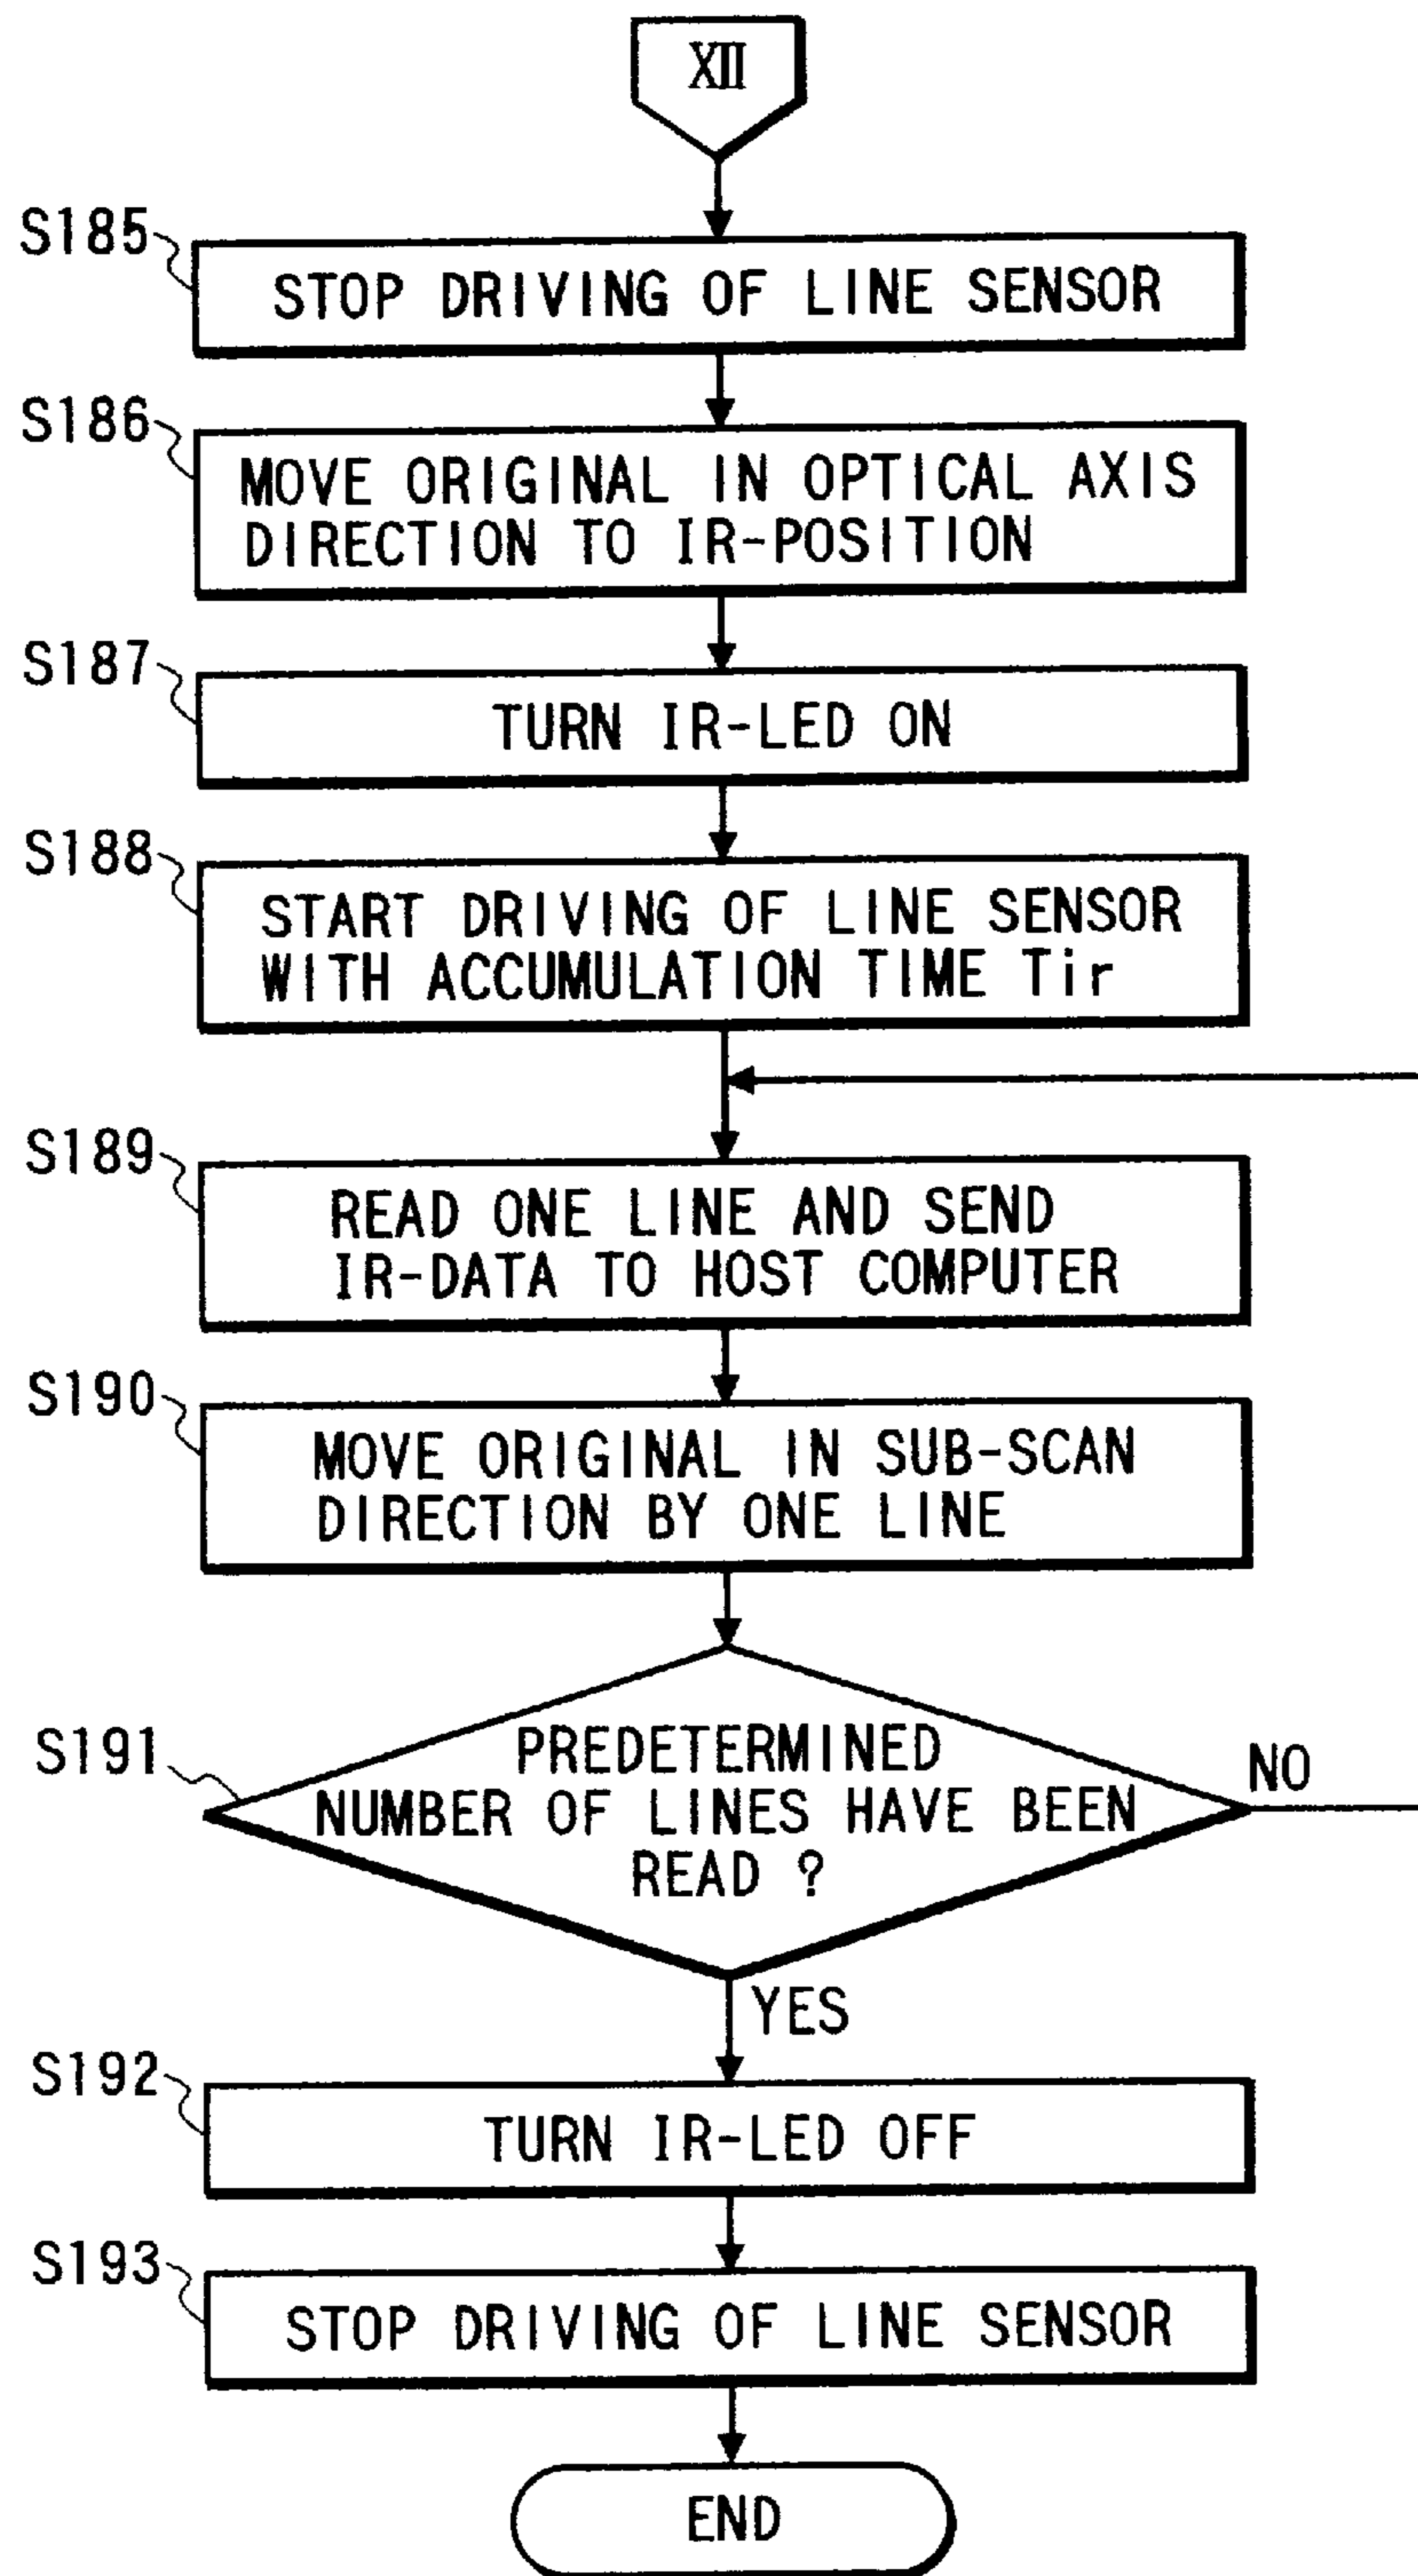 XII
S185
STOP DRIVING OF LINE SENSOR
S186
MOVE ORIGINAL IN OPTICAL AXIS
DIRECTION TO IR-POSITION
S187
TURN IR-LED ON
S188
START DRIVING OF LINE SENSOR
WITH ACCUMULATION TIME Tir
S189
READ ONE LINE AND SEND
IR-DATA TO HOST COMPUTER
S190
MOVE ORIGINAL IN SUB-SCAN
DIRECTION BY ONE LINE
S191
PREDETERMINED
NUMBER OF LINES HAVE BEEN
READ ?
NO
YES
S192
TURN IR-LED OFF
S193
STOP DRIVING OF LINE SENSOR
END